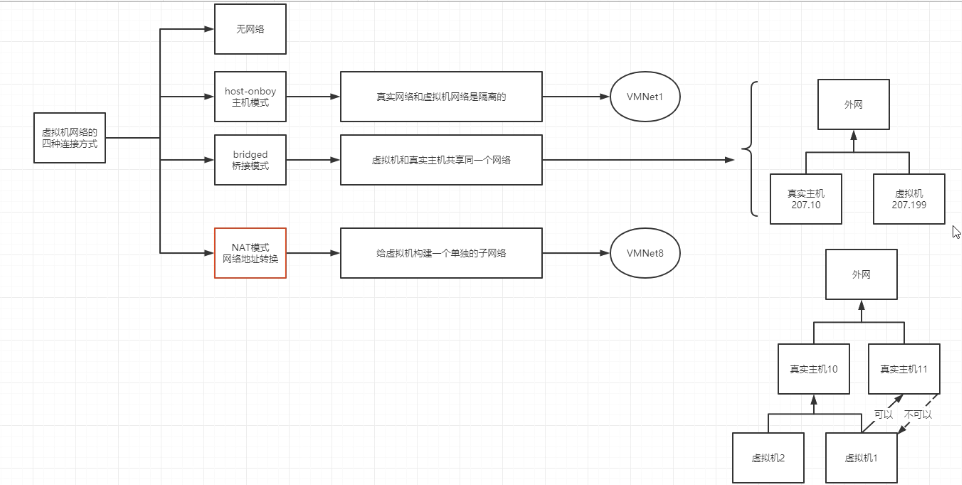 虚拟机网络的
四种连接方式
无网络
host-onboy
主机模式
真实网络和虚拟机网络是隔离的
VMNet1
bridged
桥接模式
虚拟机和真实主机共享同一个网络
外网
真实主机
207.10
虚拟机
207.199
NAT模式
网络地址转换
给虚拟机构建一个单独的子网络
VMNet8
外网
真实主机10
真实主机11
可以
不可以
虚拟机2
虚拟机1